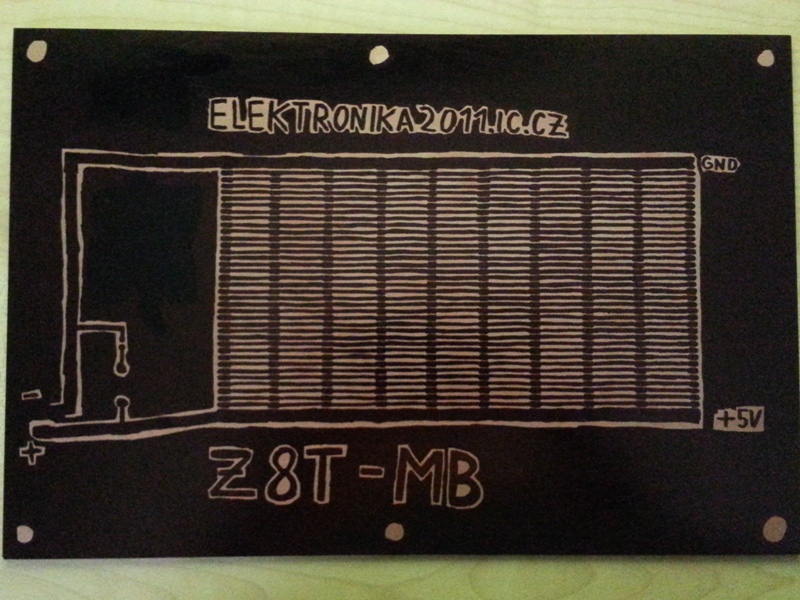 ELEKTRONIKA2011.IC.CZ
GND
-
+5V
+
Z8T-MB